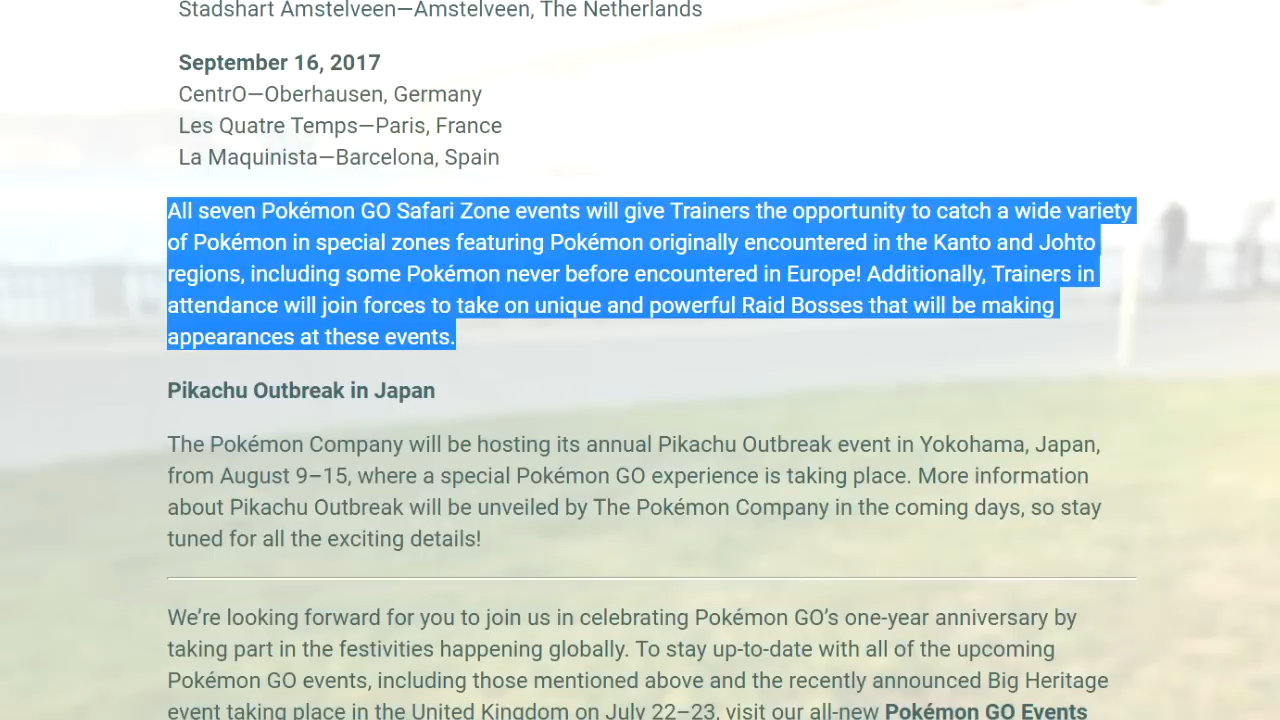 Stadshart Amstelveen—Amstelveen, The Netherlands
September 16, 2017
CentrO—Oberhausen, Germany
Les Quatre Temps—Paris, France
La Maquinista—Barcelona, Spain
All seven Pokémon GO Safari Zone events will give Trainers the opportunity to catch a wide variety
of Pokémon in special zones featuring Pokémon originally encountered in the Kanto and Johto
regions, including some Pokémon never before encountered in Europe! Additionally, Trainers in
attendance will join forces to take on unique and powerful Raid Bosses that will be making
appearances at these events.
Pikachu Outbreak in Japan
The Pokémon Company will be hosting its annual Pikachu Outbreak event in Yokohama, Japan,
from August 9–15, where a special Pokémon GO experience is taking place. More information
about Pikachu Outbreak will be unveiled by The Pokémon Company in the coming days, so stay
tuned for all the exciting details!
We’re looking forward for you to join us in celebrating Pokémon GO’s one-year anniversary by
taking part in the festivities happening globally. To stay up-to-date with all of the upcoming
Pokémon GO events, including those mentioned above and the recently announced Big Heritage
event taking place in the United Kingdom on July 22–23, visit our all-new Pokémon GO Events